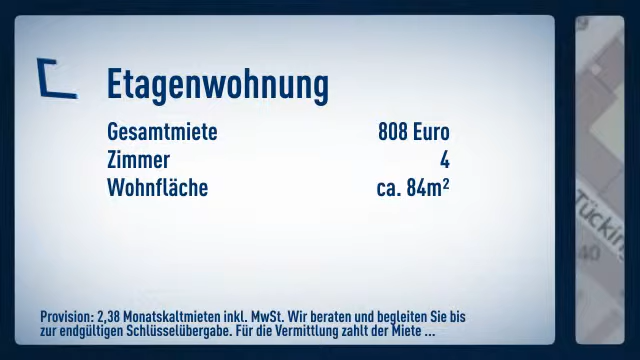 Etagenwohnung
Gesamtmiete 808 Euro
Zimmer 4
Wohnfläche ca. 84m²
Provision: 2,38 Monatskaltmieten inkl. MwSt. Wir beraten und begleiten Sie bis
zur endgültigen Schlüsselübergabe. Für die Vermittlung zahlt der Miete ...
40